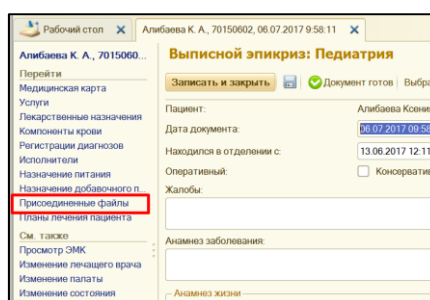 Рабочий стол
Алибаева К. А., 70150602, 06.07.2017 9:58:11
Алибаева К. А., 7015060...
Перейти
Медицинская карта
Услуги
Лекарственные назначения
Компоненты крови
Регистрации диагнозов
Исполнители
Назначение питания
Назначение добавочного п...
Присоединенные файлы
Планы лечения пациента
См. также
Просмотр ЭМК
Изменение лечащего врача
Изменение палаты
Изменение состояния
Выписной эпикриз: Педиатрия
Записать и закрыть
Документ готов
Выбра
Пациент: Алибаева Ксени
Дата документа: 06.07.2017 09:58
Находился в отделении с: 13.06.2017 12:11
Оперативный: Консерватив
Жалобы:
Анамнез заболевания:
Анамнез жизни